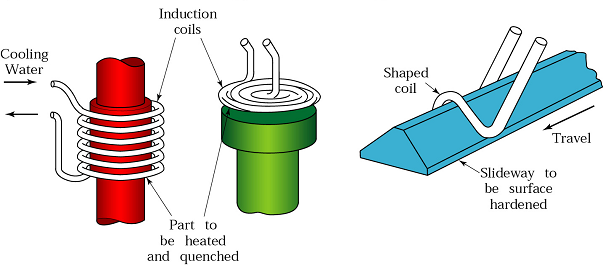 Induction
coils
Cooling
Water
Shaped
coil
Travel
Slideway to
be surface
hardened
Part to
be heated
and quenched